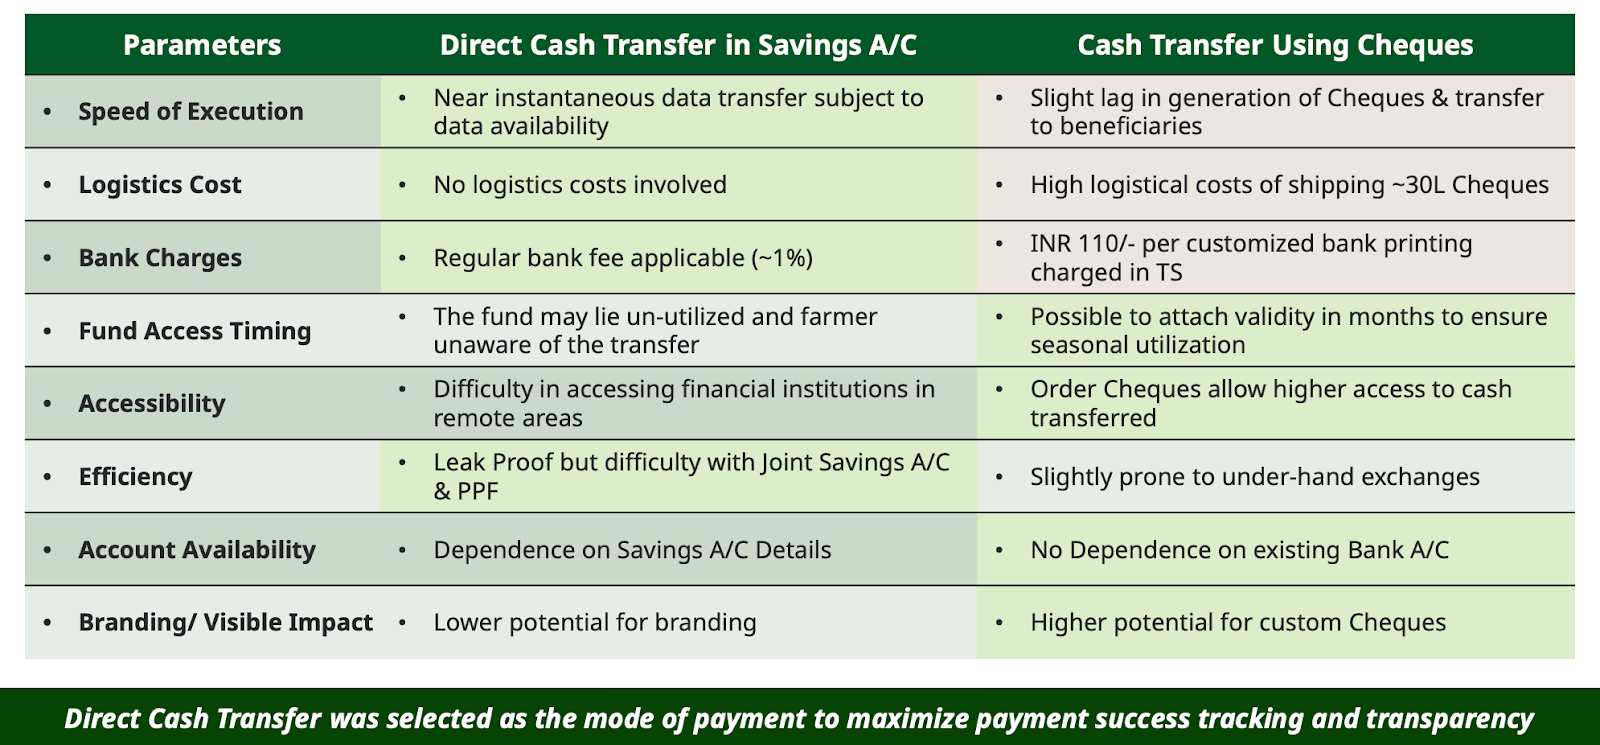 Parameters
Direct Cash Transfer in Savings A/C
Cash Transfer Using Cheques
• Speed of Execution
• Near instantaneous data transfer subject to
data availability
• Slight lag in generation of Cheques & transfer
to beneficiaries
• Logistics Cost
• No logistics costs involved
• High logistical costs of shipping ~30L Cheques
• Bank Charges
• Regular bank fee applicable (~1%)
• INR 110/- per customized bank printing
charged in TS
• Fund Access Timing
• The fund may lie un-utilized and farmer
unaware of the transfer
• Possible to attach validity in months to ensure
seasonal utilization
• Accessibility
• Difficulty in accessing financial institutions in
remote areas
• Order Cheques allow higher access to cash
transferred
• Efficiency
• Leak Proof but difficulty with Joint Savings A/C
& PPF
• Slightly prone to under-hand exchanges
• Account Availability
• Dependence on Savings A/C Details
• No Dependence on existing Bank A/C
• Branding/ Visible Impact
• Lower potential for branding
• Higher potential for custom Cheques
Direct Cash Transfer was selected as the mode of payment to maximize payment success tracking and transparency